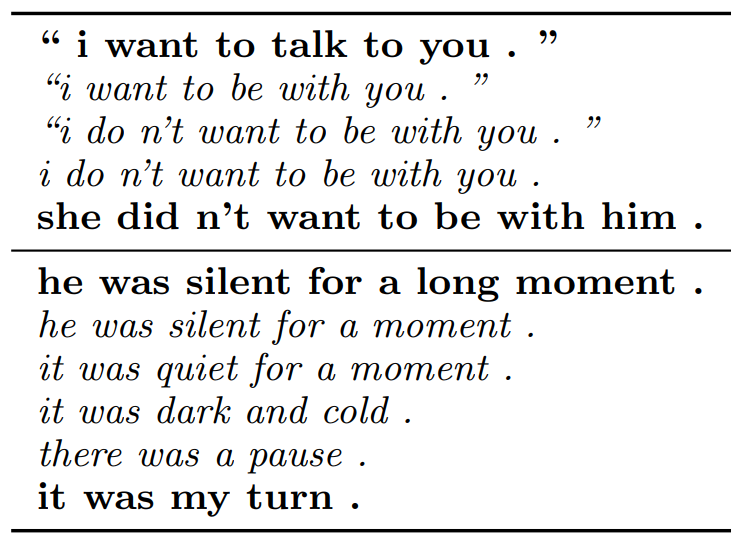 “ i want to talk to you . ”
“i want to be with you . ”
“i do n’t want to be with you . ”
i do n’t want to be with you .
she did n’t want to be with him .
he was silent for a long moment .
he was silent for a moment .
it was quiet for a moment .
it was dark and cold .
there was a pause .
it was my turn .